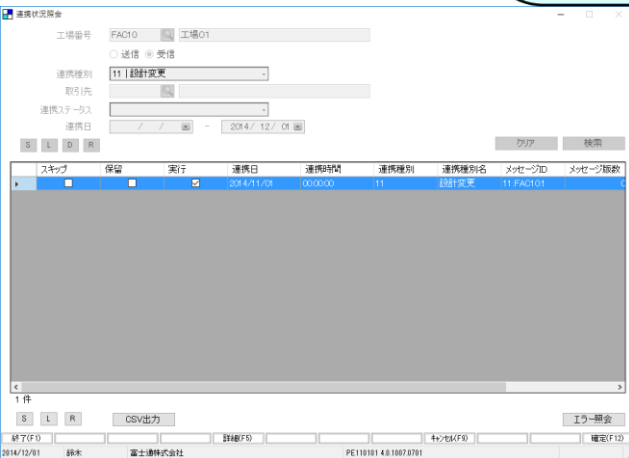 連携状況照会
工場番号 FAC10 工場01
送信 受信
連携種別 11 | 設計変更
取引先
連携ステータス
連携日 / / ~ 2014/ 12/ 01
S L D R クリア 検索
スキップ 保留 実行 連携日 連携時間 連携種別 連携種別名 メッセージID メッセージ版数
2014/11/01 00:00:00 11 設計変更 11:FAC101
1 件
S L R CSV出力 エラー照会
終了(F1) 詳細(F5) キャンセル(F9) 確定(F12)
2014/12/01 鈴木 富士通株式会社 PE110101 4.0.1807.0701